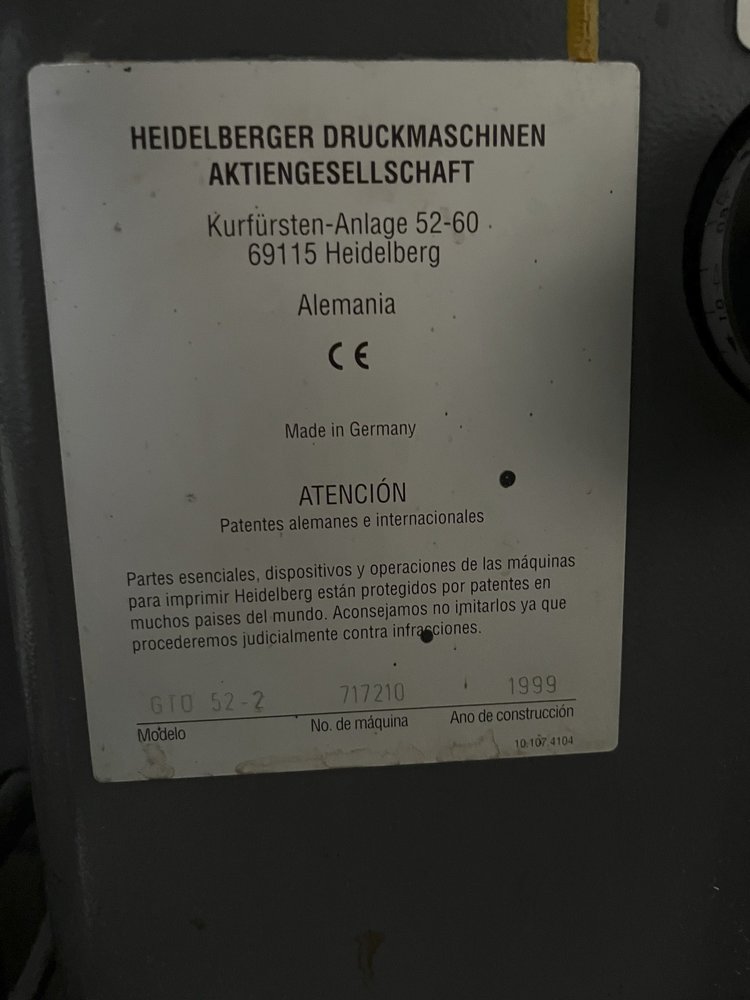 HEIDELBERGER DRUCKMASCHINEN
AKTIENGESELLSCHAFT
Kurfürsten-Anlage 52-60
69115 Heidelberg
Alemania
CE
Made in Germany
ATENCIÓN
Patentes alemanes e internacionales
Partes esenciales, dispositivos y operaciones de las máquinas
para imprimir Heidelberg están protegidos por patentes en
muchos paises del mundo. Aconsejamos no imitarlos ya que
procederemos judicialmente contra infracciones.
GTO 52-2 717210 1999
Modelo No. de máquina Ano de construcción
10.107 4104